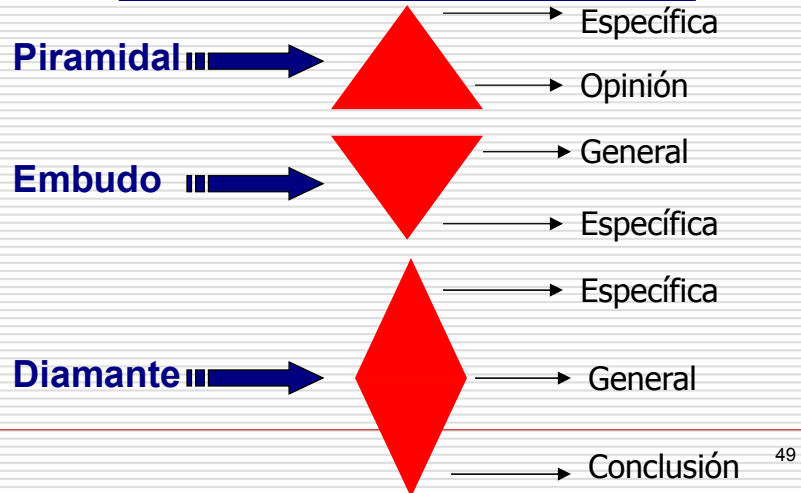 Específica
Piramidal
Opinión
General
Embudo
Específica
Específica
Diamante
General
Conclusión
49